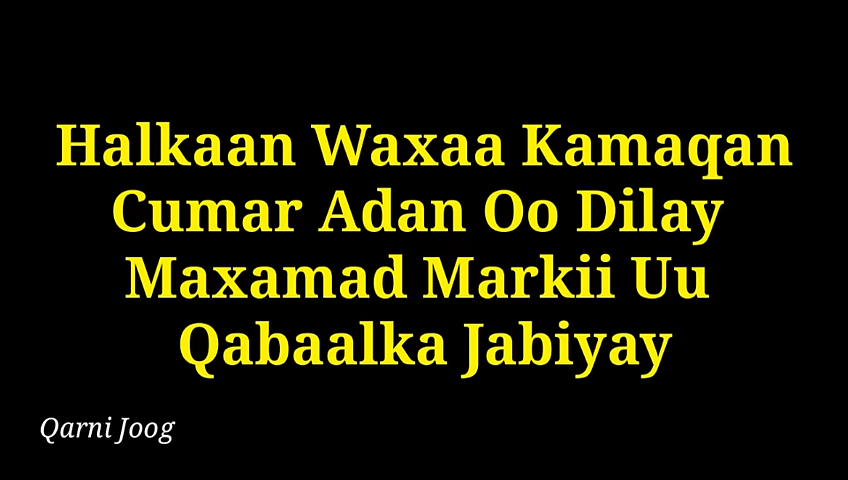 Halkaan Waxaa Kamaqan
Cumar Adan Oo Dilay
Maxamad Markii Uu
Qabaalka Jabiyay
Qarni Joog